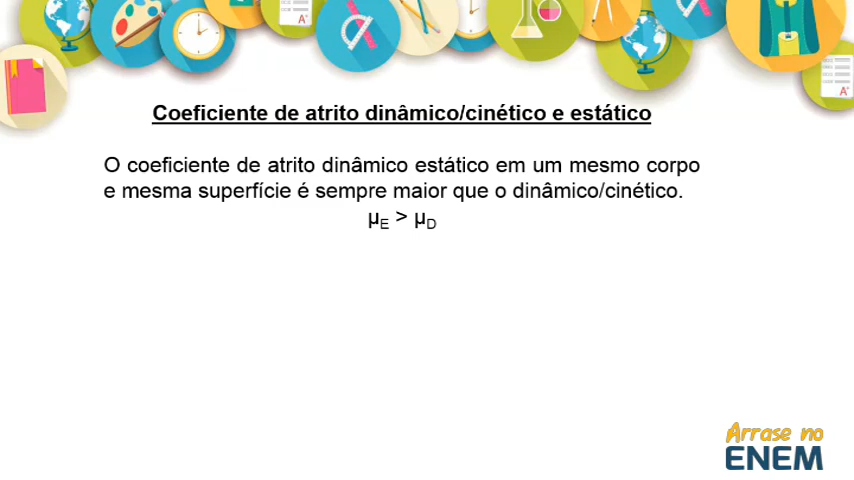 Coeficiente de atrito dinâmico/cinético e estático
O coeficiente de atrito dinâmico estático em um mesmo corpo
e mesma superfície é sempre maior que o dinâmico/cinético.
μE > μD
A+
A+
Arrase no
ENEM